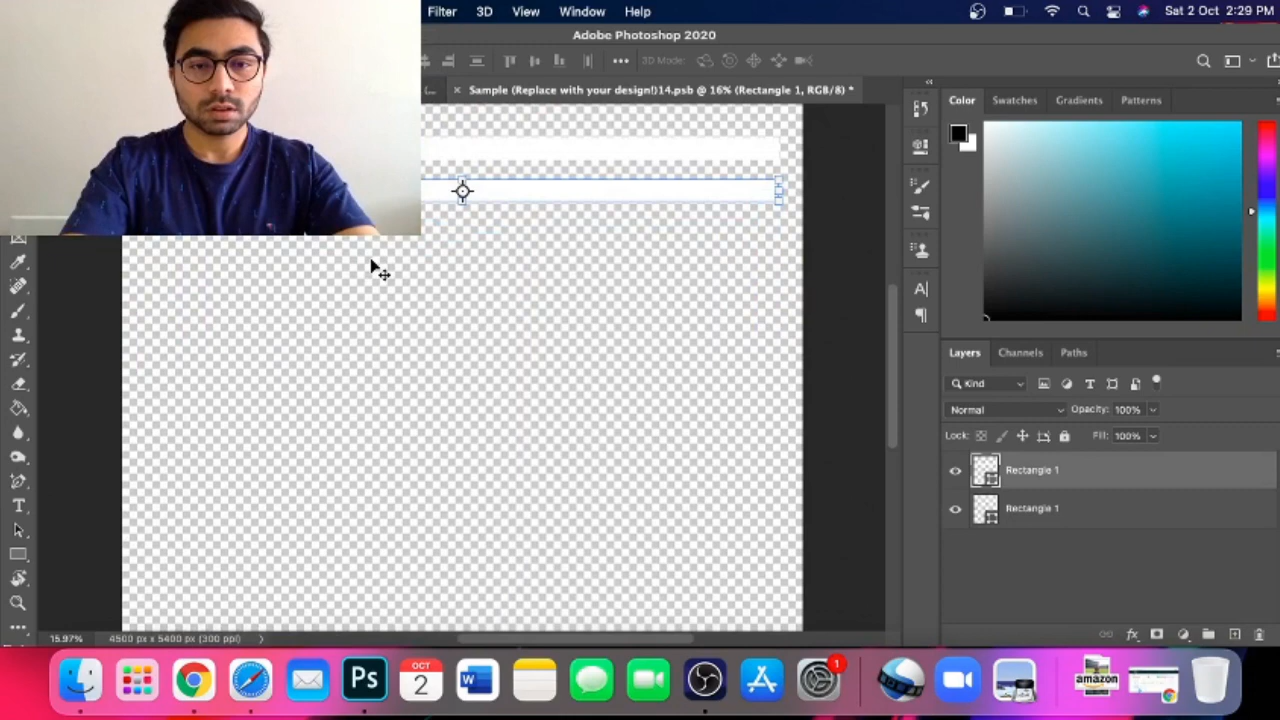 Filter 3D View Window Help Sat 2 Oct 2:29 PM
Adobe Photoshop 2020
3D Mode:
(... × Sample (Replace with your design!)14.psb @ 16% (Rectangle 1, RGB/8) *
Color Swatches Gradients Patterns
Layers Channels Paths
Kind
Normal Opacity: 100%
Lock: Fill: 100%
Rectangle 1
Rectangle 1
15.97% 4500 px x 5400 px (300 ppi)
Ps OCT 2 W 1 amazon